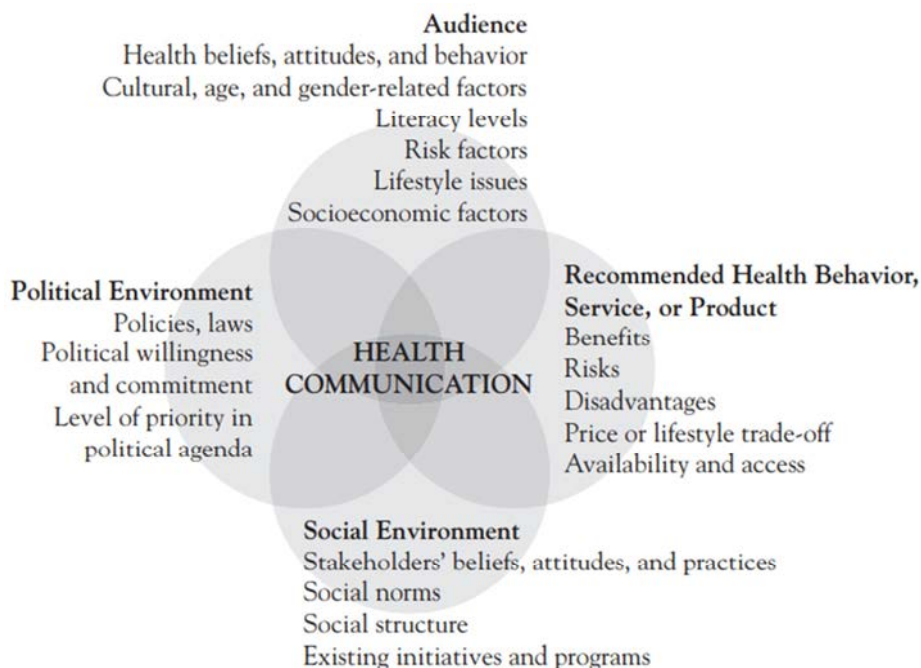 Audience
Health beliefs, attitudes, and behavior
Cultural, age, and gender-related factors
Literacy levels
Risk factors
Lifestyle issues
Socioeconomic factors
Political Environment
Policies, laws
Political willingness
and commitment
Level of priority in
political agenda
HEALTH
COMMUNICATION
Recommended Health Behavior,
Service, or Product
Benefits
Risks
Disadvantages
Price or lifestyle trade-off
Availability and access
Social Environment
Stakeholders’ beliefs, attitudes, and practices
Social norms
Social structure
Existing initiatives and programs